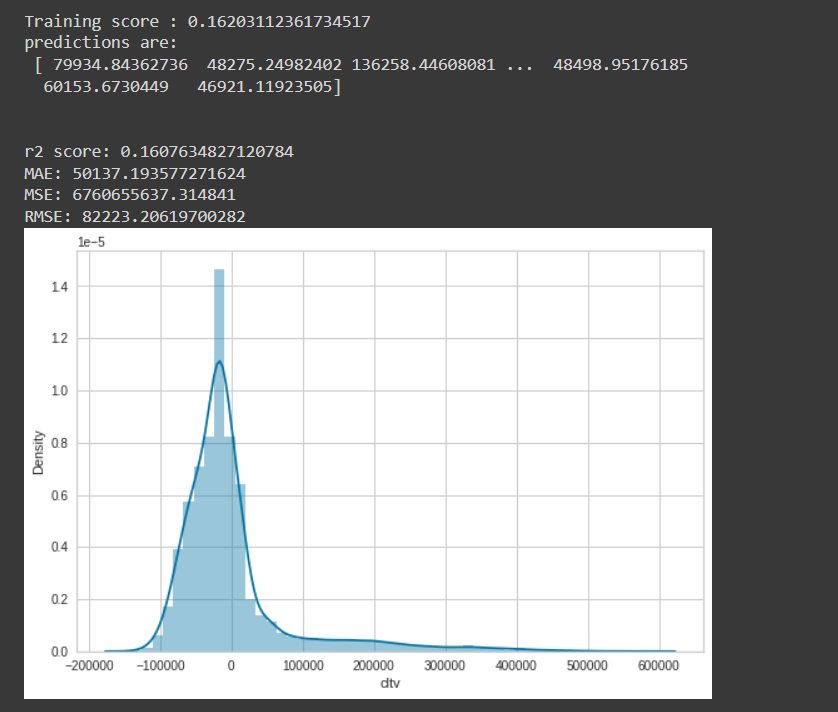 Training score : 0.16203112361734517
predictions are:
[ 79934.84362736 48275.24982402 136258.44608081 ... 48498.95176185
60153.6730449 46921.11923505]
r2 score: 0.1607634827120784
MAE: 50137.193577271624
MSE: 6760655637.314841
RMSE: 82223.20619700282
1e−5
1.4
1.2
1.0
0.8
0.6
0.4
0.2
0.0
Density
−200000 −100000 0 100000 200000 300000 400000 500000 600000
cltv